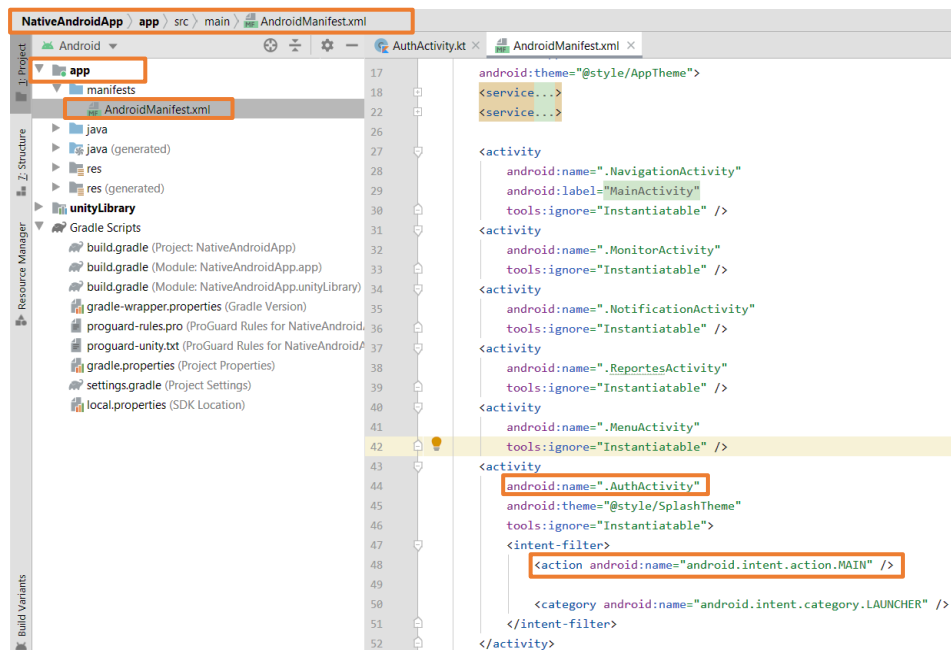 NativeAndroidApp 〉 app 〉 src 〉 main 〉 AndroidManifest.xml
1: Project
Z: Structure
Resource Manager
Build Variants
Android
app
manifests
AndroidManifest.xml
java
java (generated)
res
res (generated)
unityLibrary
Gradle Scripts
build.gradle (Project: NativeAndroidApp)
build.gradle (Module: NativeAndroidApp.app)
build.gradle (Module: NativeAndroidApp.unityLibrary)
gradle-wrapper.properties (Gradle Version)
proguard-rules.pro (ProGuard Rules for NativeAndroid
proguard-unity.txt (ProGuard Rules for NativeAndroidA
gradle.properties (Project Properties)
settings.gradle (Project Settings)
local.properties (SDK Location)
AuthActivity.kt × AndroidManifest.xml ×
17 android:theme="@style/AppTheme">
18 <service...>
22 <service...>
26
27 <activity
28 android:name=".NavigationActivity"
29 android:label="MainActivity"
30 tools:ignore="Instantiatable" />
31 <activity
32 android:name=".MonitorActivity"
33 tools:ignore="Instantiatable" />
34 <activity
35 android:name=".NotificationActivity"
36 tools:ignore="Instantiatable" />
37 <activity
38 android:name=".ReportesActivity"
39 tools:ignore="Instantiatable" />
40 <activity
41 android:name=".MenuActivity"
42 tools:ignore="Instantiatable" />
43 <activity
44 android:name=".AuthActivity"
45 android:theme="@style/SplashTheme"
46 tools:ignore="Instantiatable">
47 <intent-filter>
48 <action android:name="android.intent.action.MAIN" />
49
50 <category android:name="android.intent.category.LAUNCHER" />
51 </intent-filter>
52 </activity>